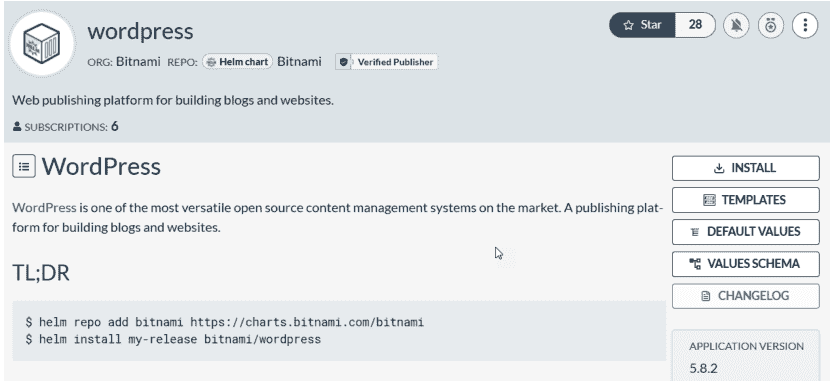 wordpress
Star 28
ORG: Bitnami REPO: Helm chart Bitnami Verified Publisher
Web publishing platform for building blogs and websites.
SUBSCRIPTIONS: 6
WordPress
WordPress is one of the most versatile open source content management systems on the market. A publishing plat-
form for building blogs and websites.
TL;DR
$ helm repo add bitnami https://charts.bitnami.com/bitnami
$ helm install my-release bitnami/wordpress
INSTALL
TEMPLATES
DEFAULT VALUES
VALUES SCHEMA
CHANGELOG
APPLICATION VERSION
5.8.2